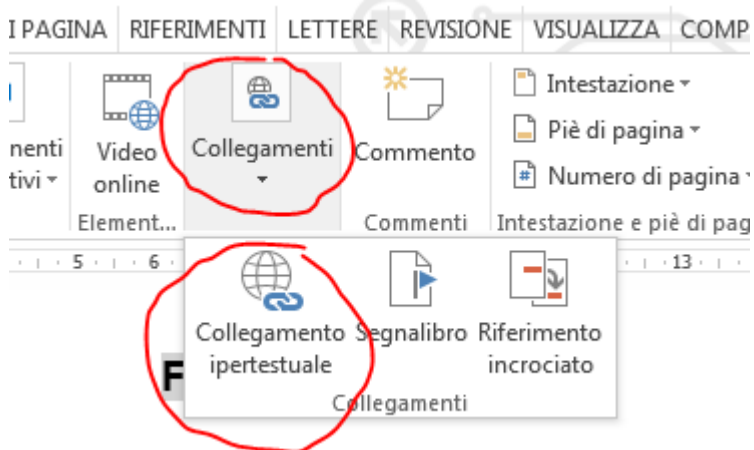 I PAGINA RIFERIMENTI LETTERE REVISIONE VISUALIZZA COMP
nenti
tivi
Video
online
Collegamenti
Commento
Intestazione
Piè di pagina
# Numero di pagina
Element...
Commenti
Intestazione e piè di pag
5 6 13
Collegamento
ipertestuale
Segnalibro
Riferimento
incrociato
F
Collegamenti